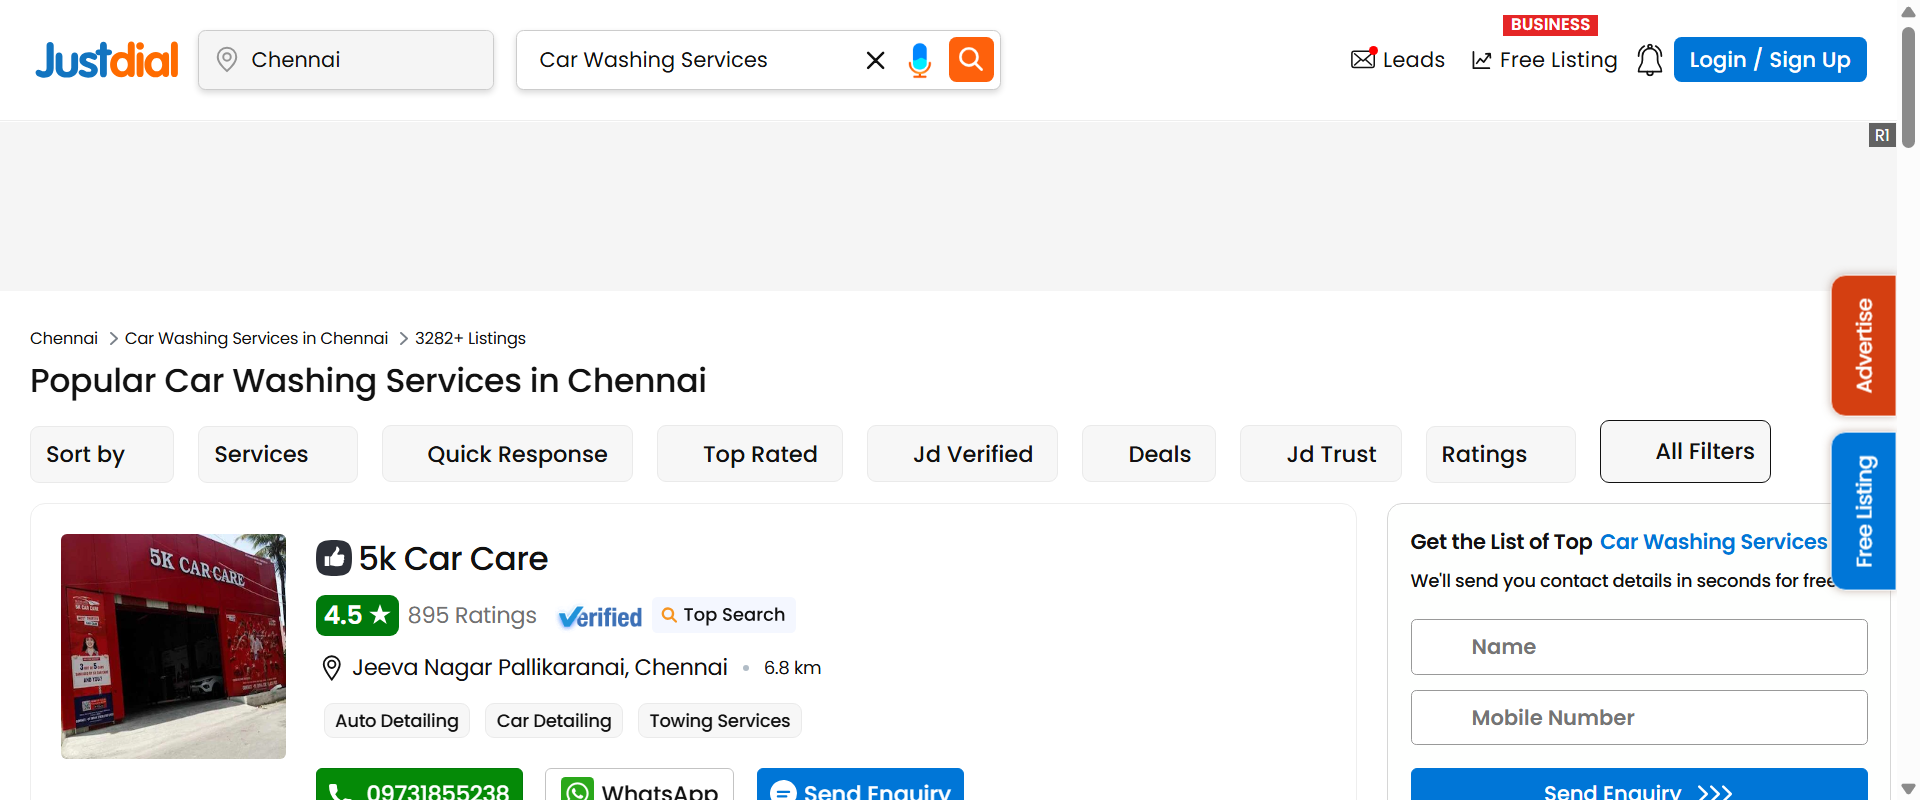 BUSINESS
Justdial
Chennai
Car Washing Services
Leads
Free Listing
Login / Sign Up
R1
Advertise
Free Listing
Chennai > Car Washing Services in Chennai > 3282+ Listings
Popular Car Washing Services in Chennai
Sort by
Services
Quick Response
Top Rated
Jd Verified
Deals
Jd Trust
Ratings
All Filters
5K CAR CARE
5k Car Care
4.5 ★ 895 Ratings Verified Top Search
Jeeva Nagar Pallikaranai, Chennai • 6.8 km
Auto Detailing
Car Detailing
Towing Services
09731855238
WhatsApp
Send Enquiry
Get the List of Top Car Washing Services
We'll send you contact details in seconds for free
Name
Mobile Number
Send Enquiry >>>